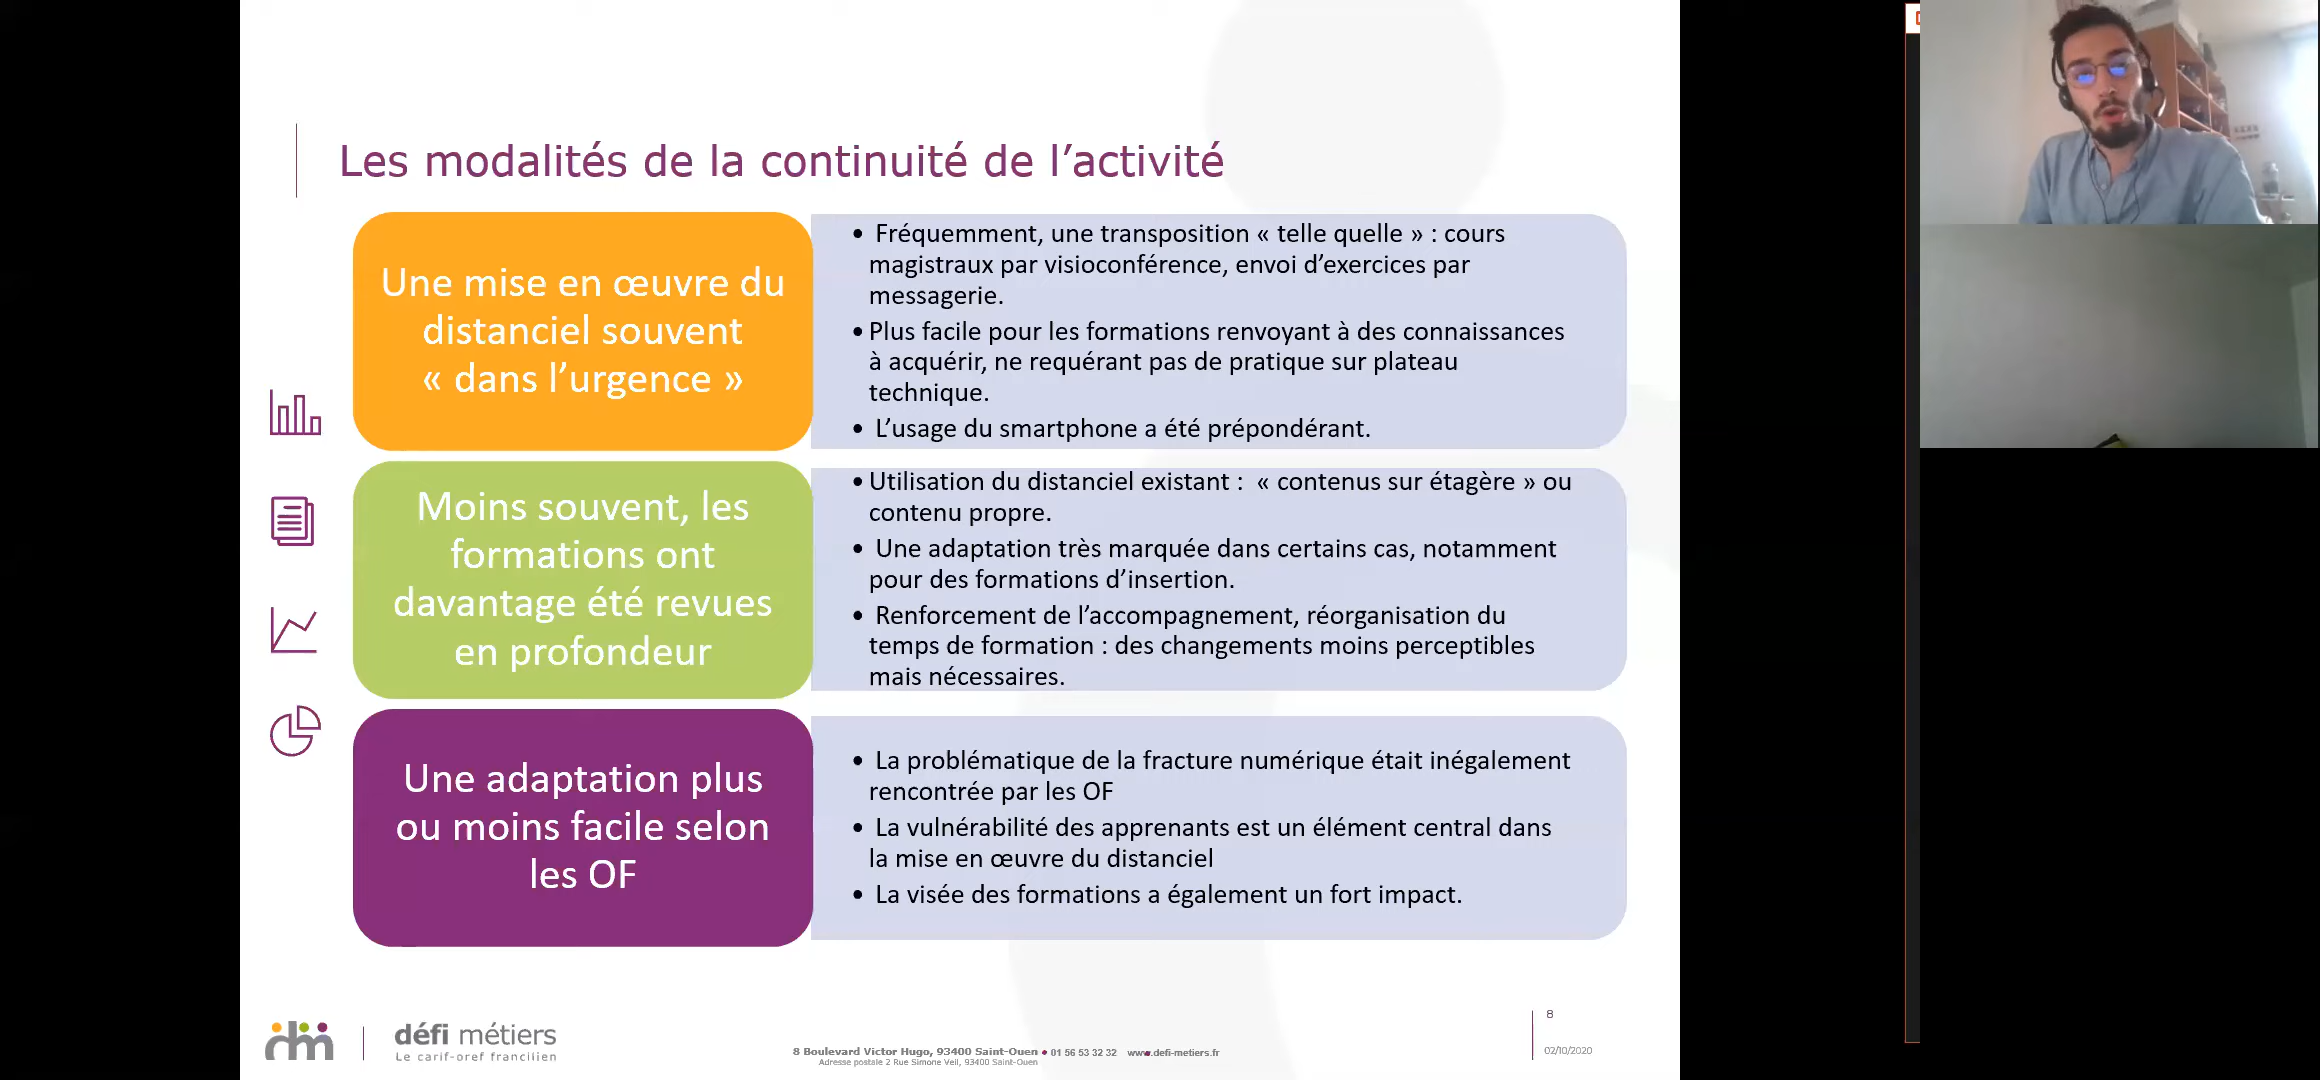 Les modalités de la continuité de l’activité
Une mise en œuvre du
distanciel souvent
« dans l’urgence »
• Fréquemment, une transposition « telle quelle » : cours
magistraux par visioconférence, envoi d’exercices par
messagerie.
• Plus facile pour les formations renvoyant à des connaissances
à acquérir, ne requérant pas de pratique sur plateau
technique.
• L’usage du smartphone a été prépondérant.
Moins souvent, les
formations ont
davantage été revues
en profondeur
• Utilisation du distanciel existant : « contenus sur étagère » ou
contenu propre.
• Une adaptation très marquée dans certains cas, notamment
pour des formations d’insertion.
• Renforcement de l’accompagnement, réorganisation du
temps de formation : des changements moins perceptibles
mais nécessaires.
Une adaptation plus
ou moins facile selon
les OF
• La problématique de la fracture numérique était inégalement
rencontrée par les OF
• La vulnérabilité des apprenants est un élément central dans
la mise en œuvre du distanciel
• La visée des formations a également un fort impact.
dm
défi métiers
Le carif-oref francilien
8 Boulevard Victor Hugo, 93400 Saint-Ouen • 01 56 53 32 32 www.defi-metiers.fr
Adresse postale 2 Rue Simone Veil, 93400 Saint-Ouen
8
02/10/2020